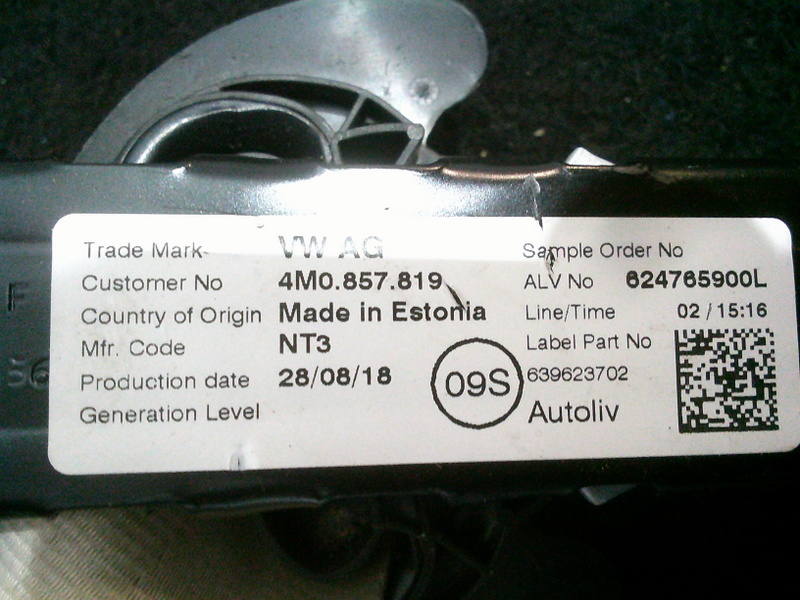 Trade Mark VW AG
Customer No 4M0.857.819
Country of Origin Made in Estonia
Mfr. Code NT3
Production date 28/08/18
Generation Level
09S
Sample Order No
ALV No 624765900L
Line/Time 02 / 15:16
Label Part No
639623702
Autoliv
F